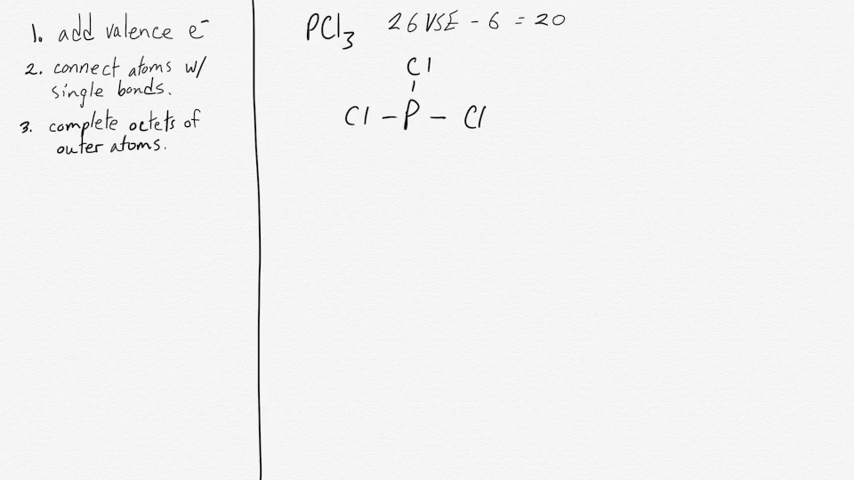 1. add valence e⁻
2. connect atoms w/
single bonds.
3. complete octets of
outer atoms.
PCl₃ 26 VSE - 6 = 20
Cl
Cl - P - Cl